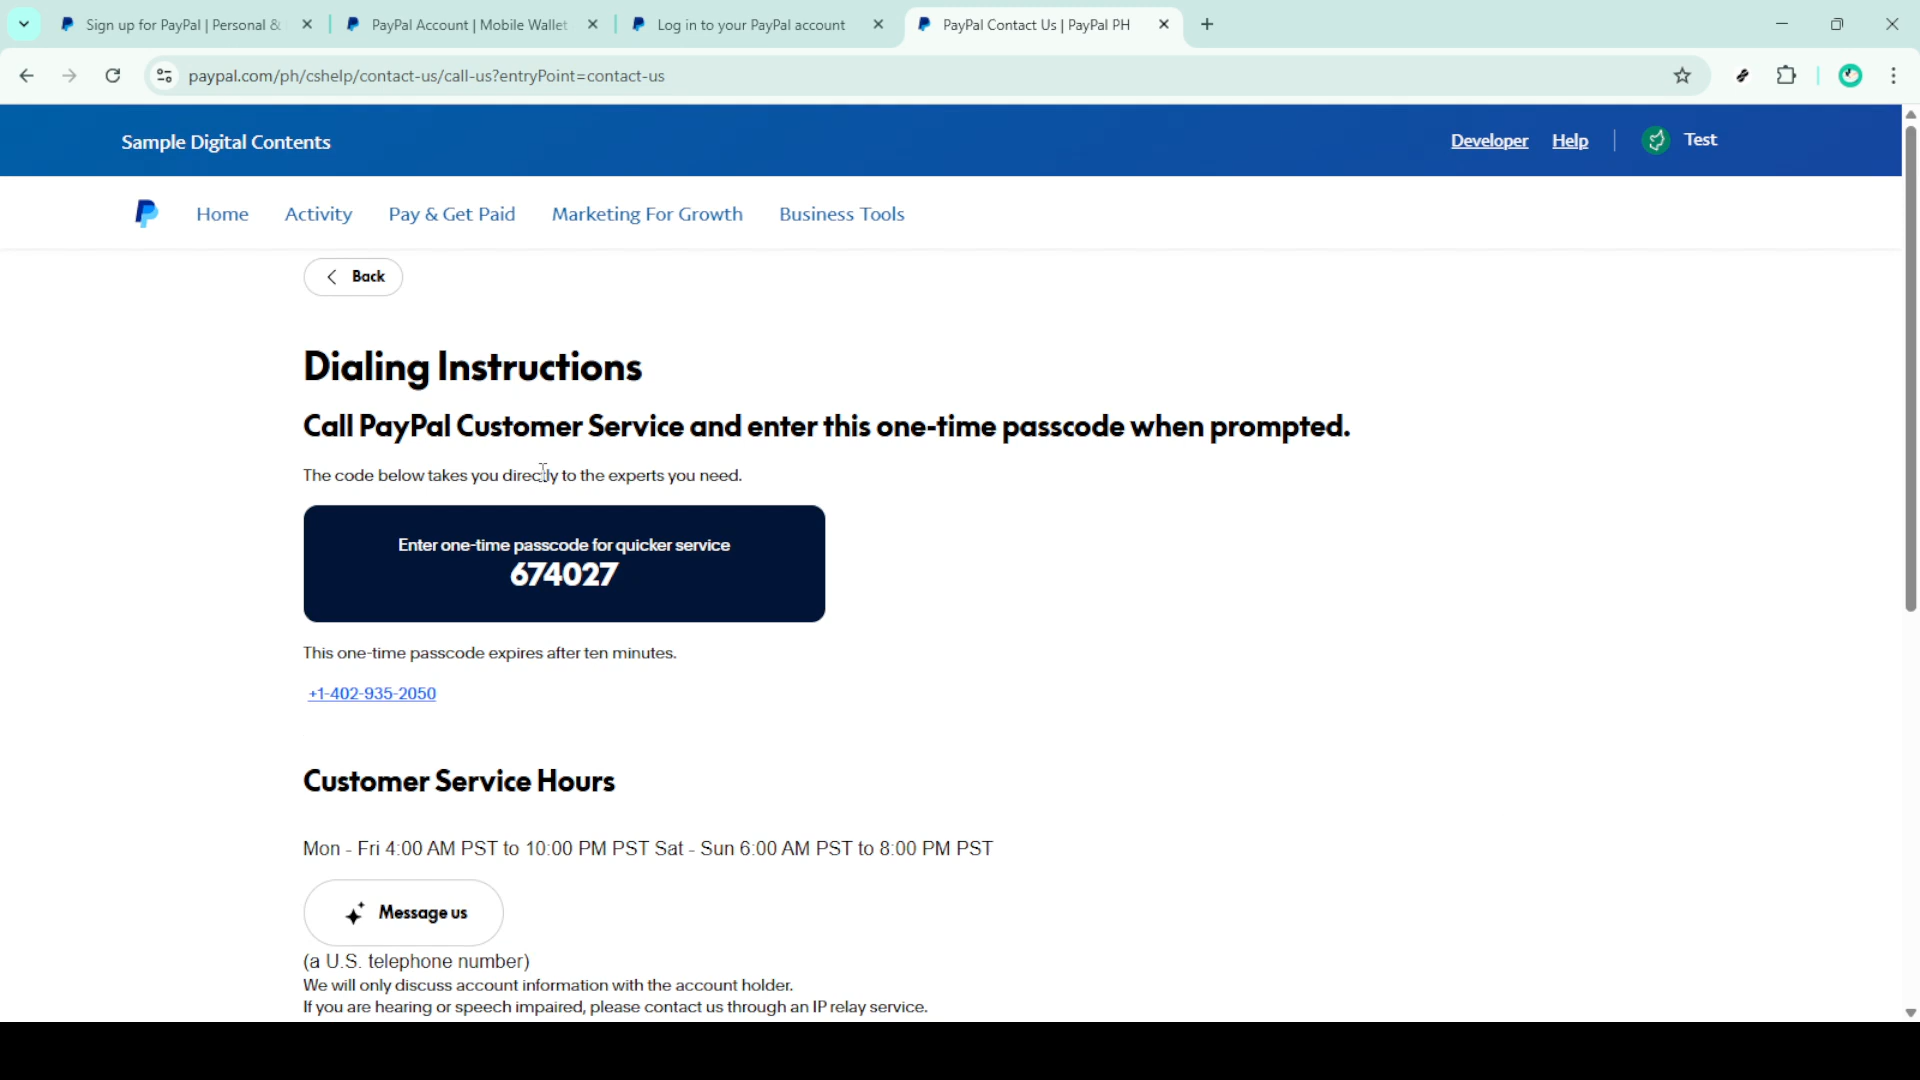 Sign up for PayPal | Personal &
PayPal Account | Mobile Wallet
Log in to your PayPal account
PayPal Contact Us | PayPal PH
paypal.com/ph/cshelp/contact-us/call-us?entryPoint=contact-us
Sample Digital Contents
Developer Help Test
Home Activity Pay & Get Paid Marketing For Growth Business Tools
Back
Dialing Instructions
Call PayPal Customer Service and enter this one-time passcode when prompted.
The code below takes you directly to the experts you need.
Enter one-time passcode for quicker service
674027
This one-time passcode expires after ten minutes.
+1-402-935-2050
Customer Service Hours
Mon - Fri 4:00 AM PST to 10:00 PM PST Sat - Sun 6:00 AM PST to 8:00 PM PST
Message us
(a U.S. telephone number)
We will only discuss account information with the account holder.
If you are hearing or speech impaired, please contact us through an IP relay service.